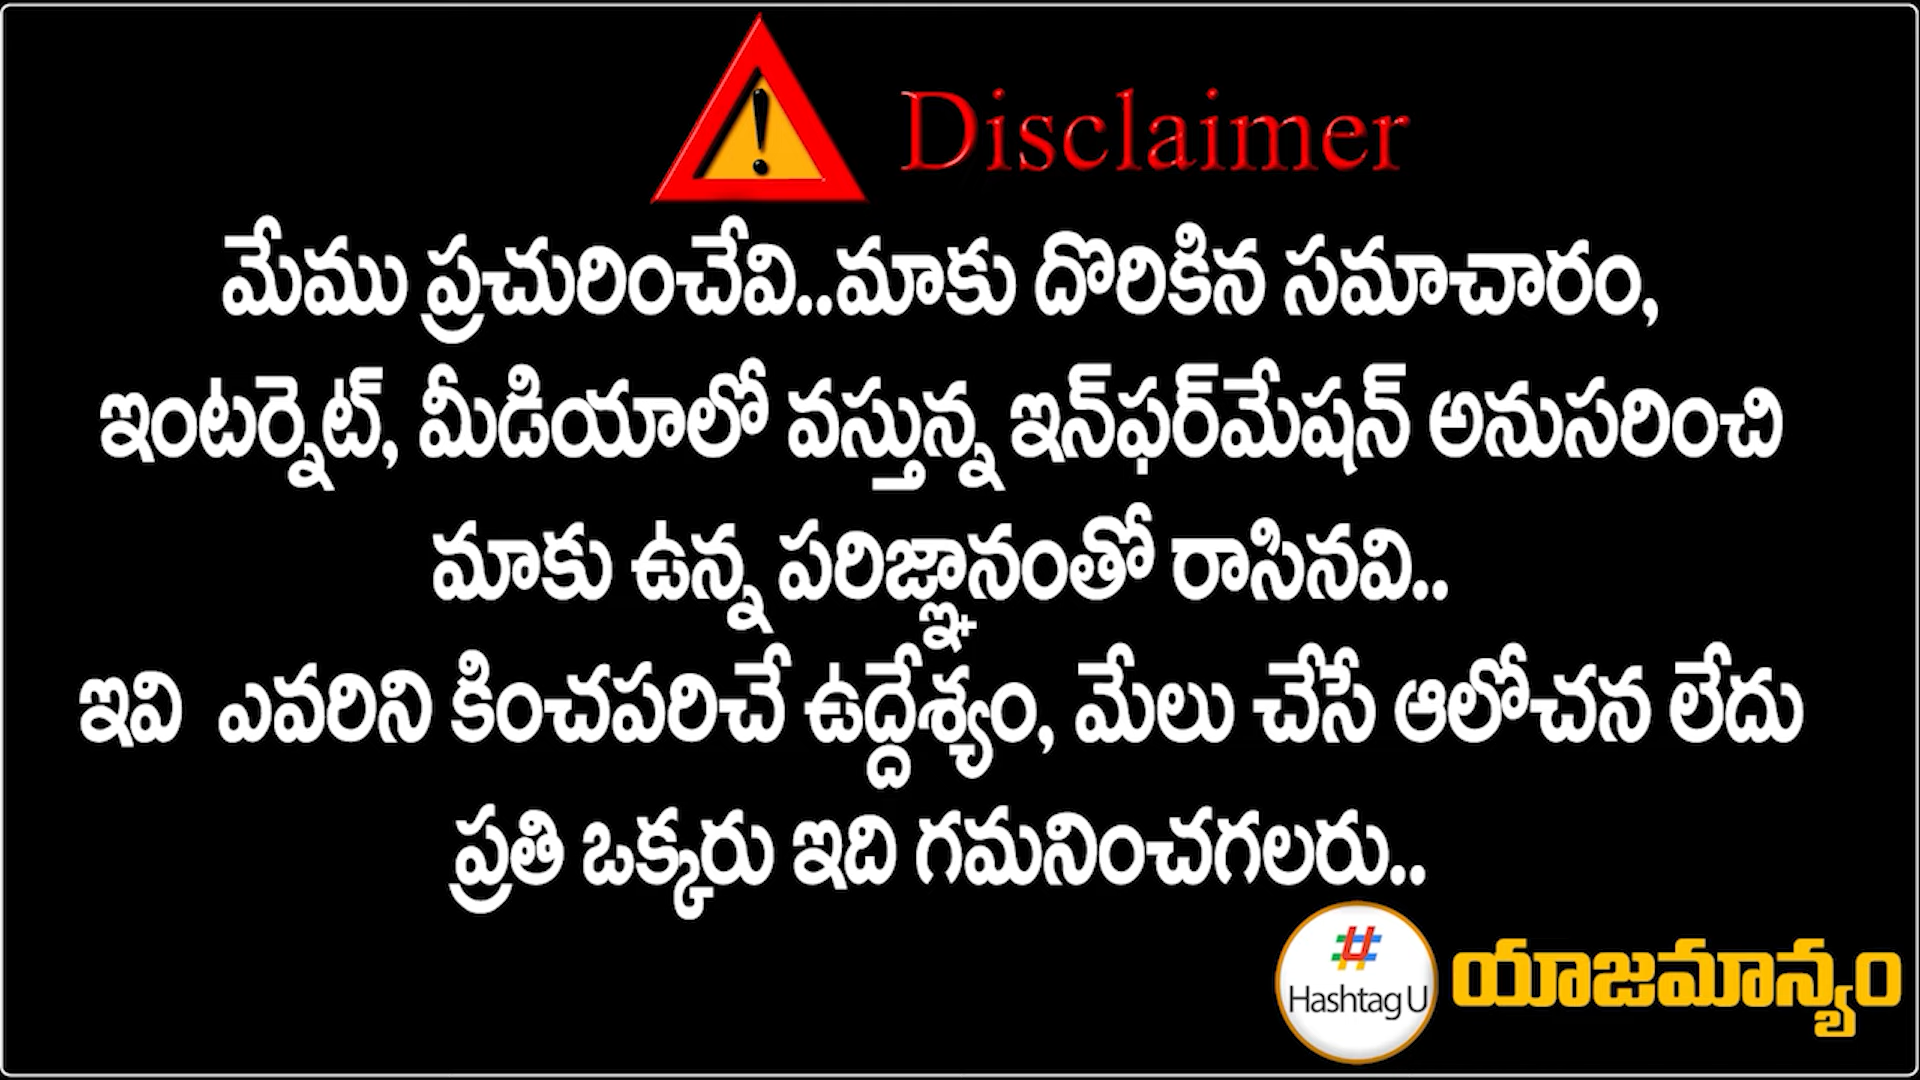 Disclaimer
మేము ప్రచురించేవి..మాకు దొరికిన సమాచారం,
ఇంటర్నెట్, మీడియాలో వస్తున్న ఇన్‌ఫర్‌మేషన్ అనుసరించి
మాకు ఉన్న పరిజ్ఞానంతో రాసినవి..
ఇవి ఎవరిని కించపరిచే ఉద్దేశ్యం, మేలు చేసే ఆలోచన లేదు
ప్రతి ఒక్కరు ఇది గమనించగలరు..
Hashtag U యాజమాన్యం